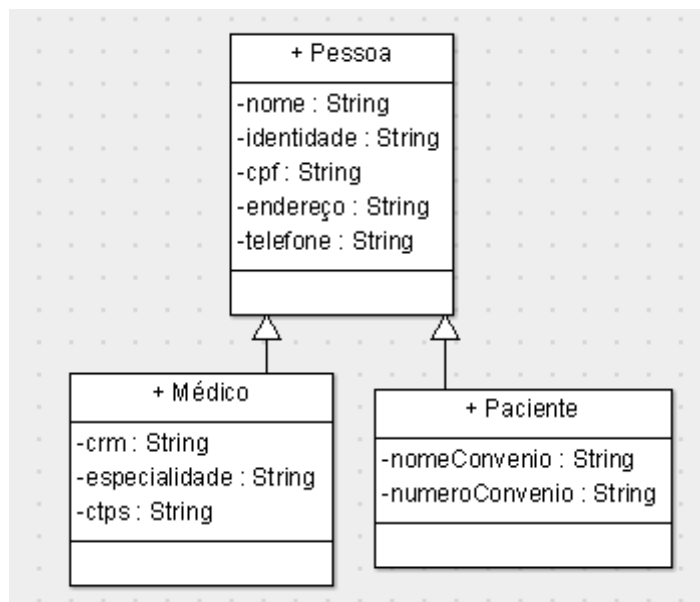 + Pessoa
-nome : String
-identidade : String
-cpf : String
-endereço : String
-telefone : String
+ Médico
-crm : String
-especialidade : String
-ctps : String
+ Paciente
-nomeConvenio : String
-numeroConvenio : String